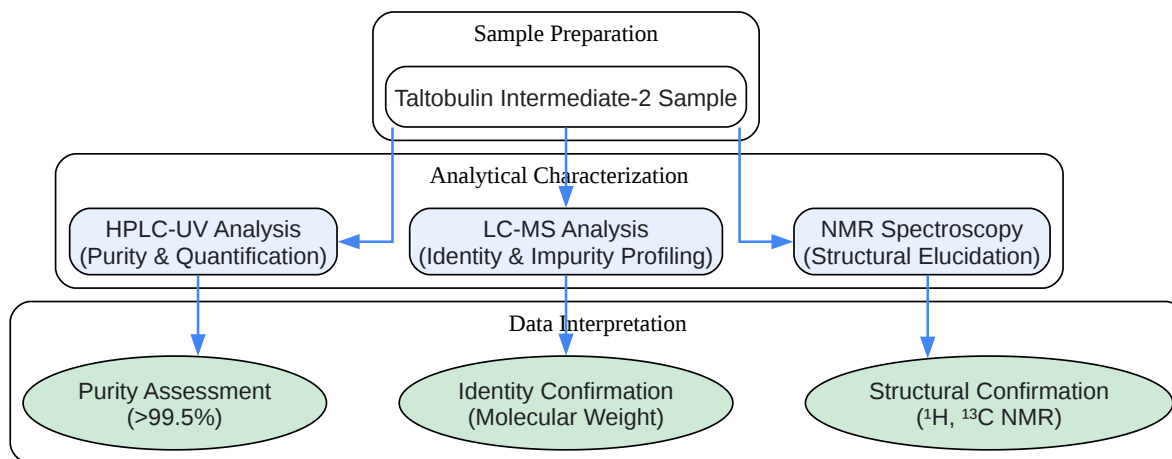 Sample Preparation
Taltobulin Intermediate-2 Sample
Analytical Characterization
HPLC-UV Analysis
(Purity & Quantification)
LC-MS Analysis
(Identity & Impurity Profiling)
NMR Spectroscopy
(Structural Elucidation)
Data Interpretation
Purity Assessment
(>99.5%)
Identity Confirmation
(Molecular Weight)
Structural Confirmation
(¹H, ¹³C NMR)